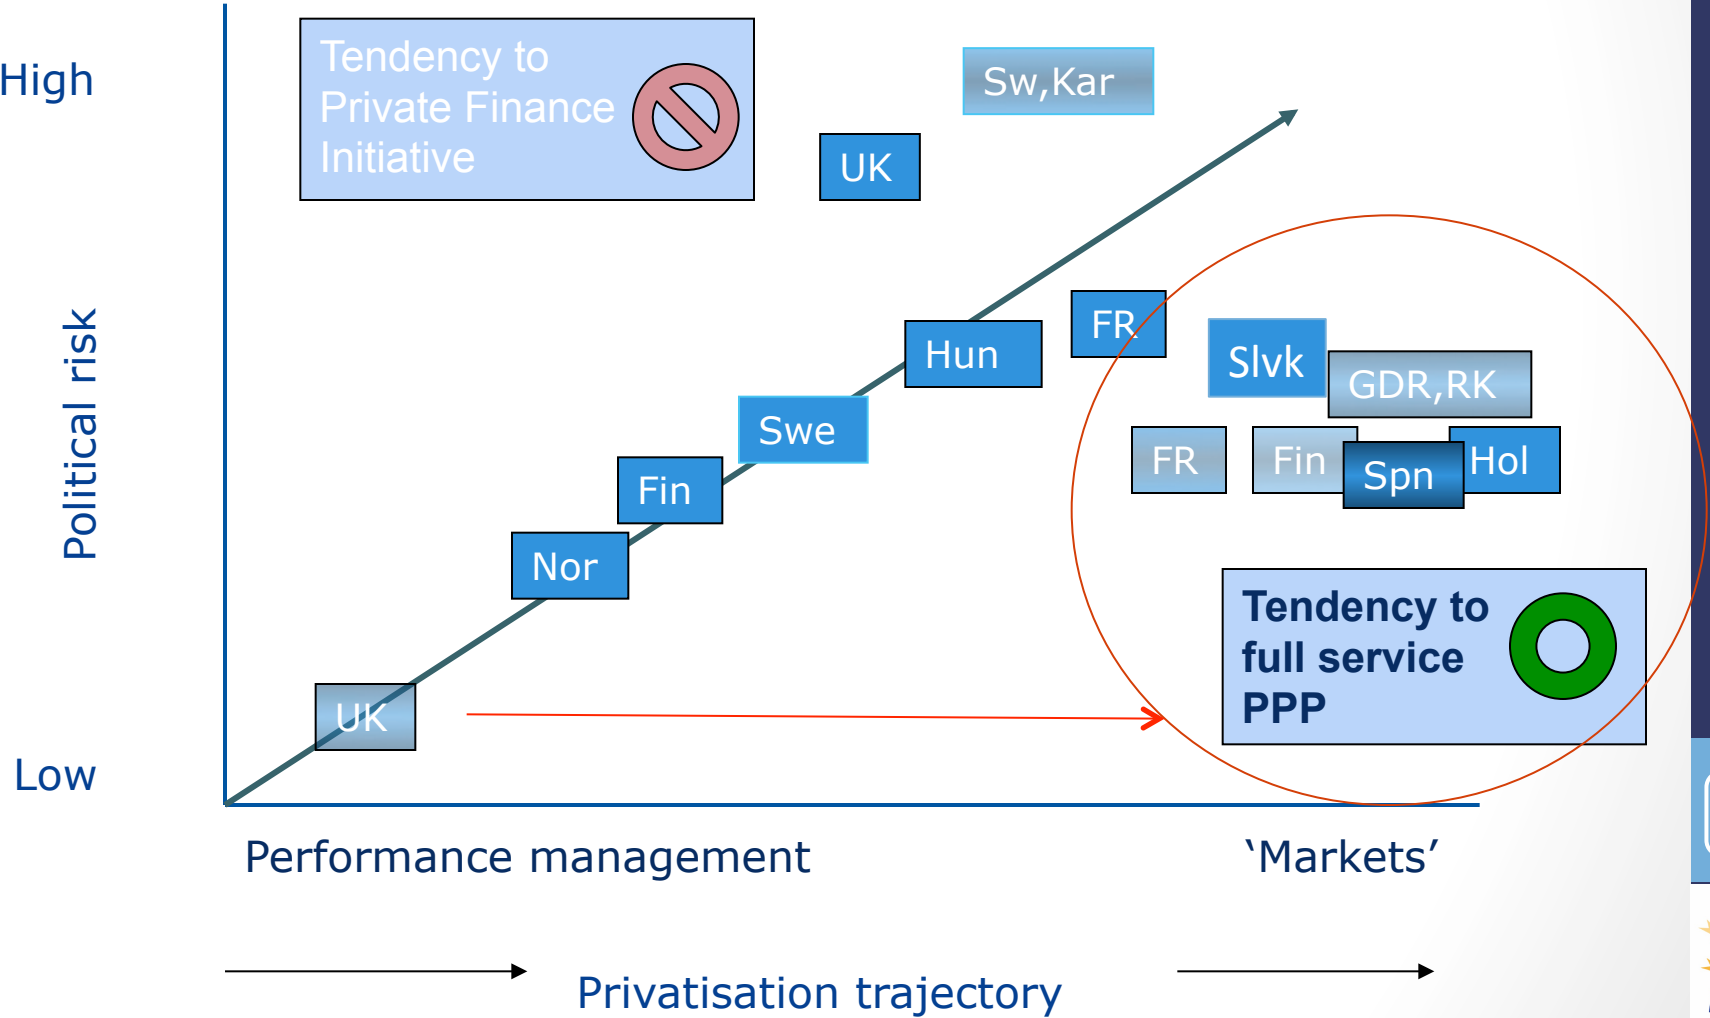 Tendency to
Private Finance
Initiative
High
Sw,Kar
UK
Political risk
FR
Hun
Slvk
GDR,RK
Swe
FR
Fin
Spn
Hol
Fin
Nor
Tendency to
full service
PPP
UK
Low
Performance management
‘Markets’
Privatisation trajectory